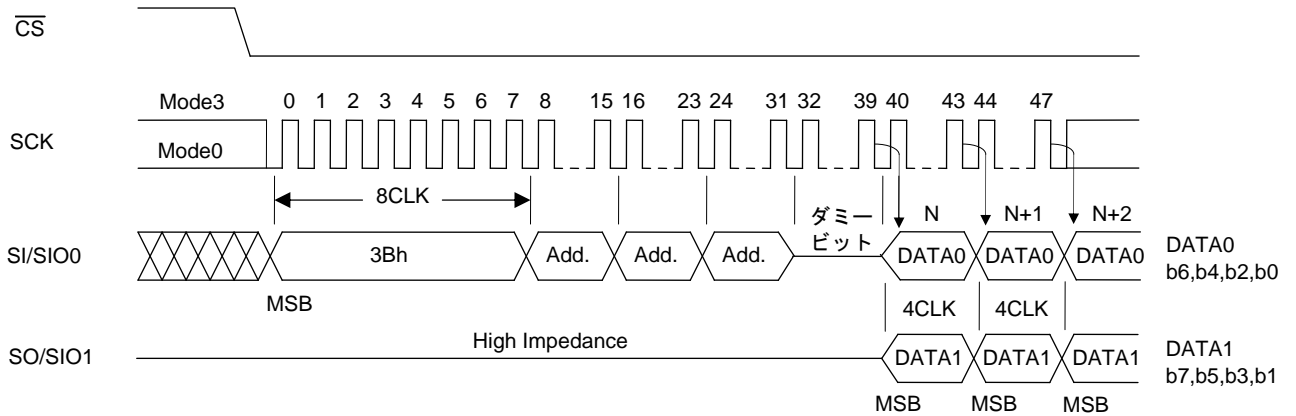 CS
Mode3 0 1 2 3 4 5 6 7 8 15 16 23 24 31 32 39 40 43 44 47
SCK
Mode0
8CLK
ダミー
ビット
N N+1 N+2
SI/SIO0 3Bh Add. Add. Add. DATA0 DATA0 DATA0
DATA0
b6,b4,b2,b0
MSB
4CLK 4CLK
High Impedance
SO/SIO1 DATA1 DATA1 DATA1
DATA1
b7,b5,b3,b1
MSB MSB MSB